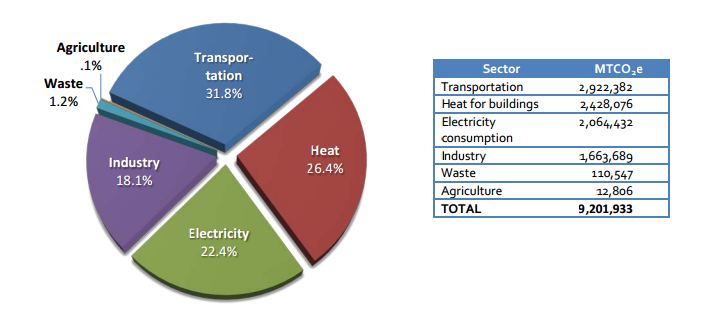 Agriculture
.1%
Waste
1.2%
Transpor-
tation
31.8%
Heat
26.4%
Industry
18.1%
Electricity
22.4%
Sector MTCO₂e
Transportation 2,922,382
Heat for buildings 2,428,076
Electricity 2,064,432
consumption
Industry 1,663,689
Waste 110,547
Agriculture 12,806
TOTAL 9,201,933